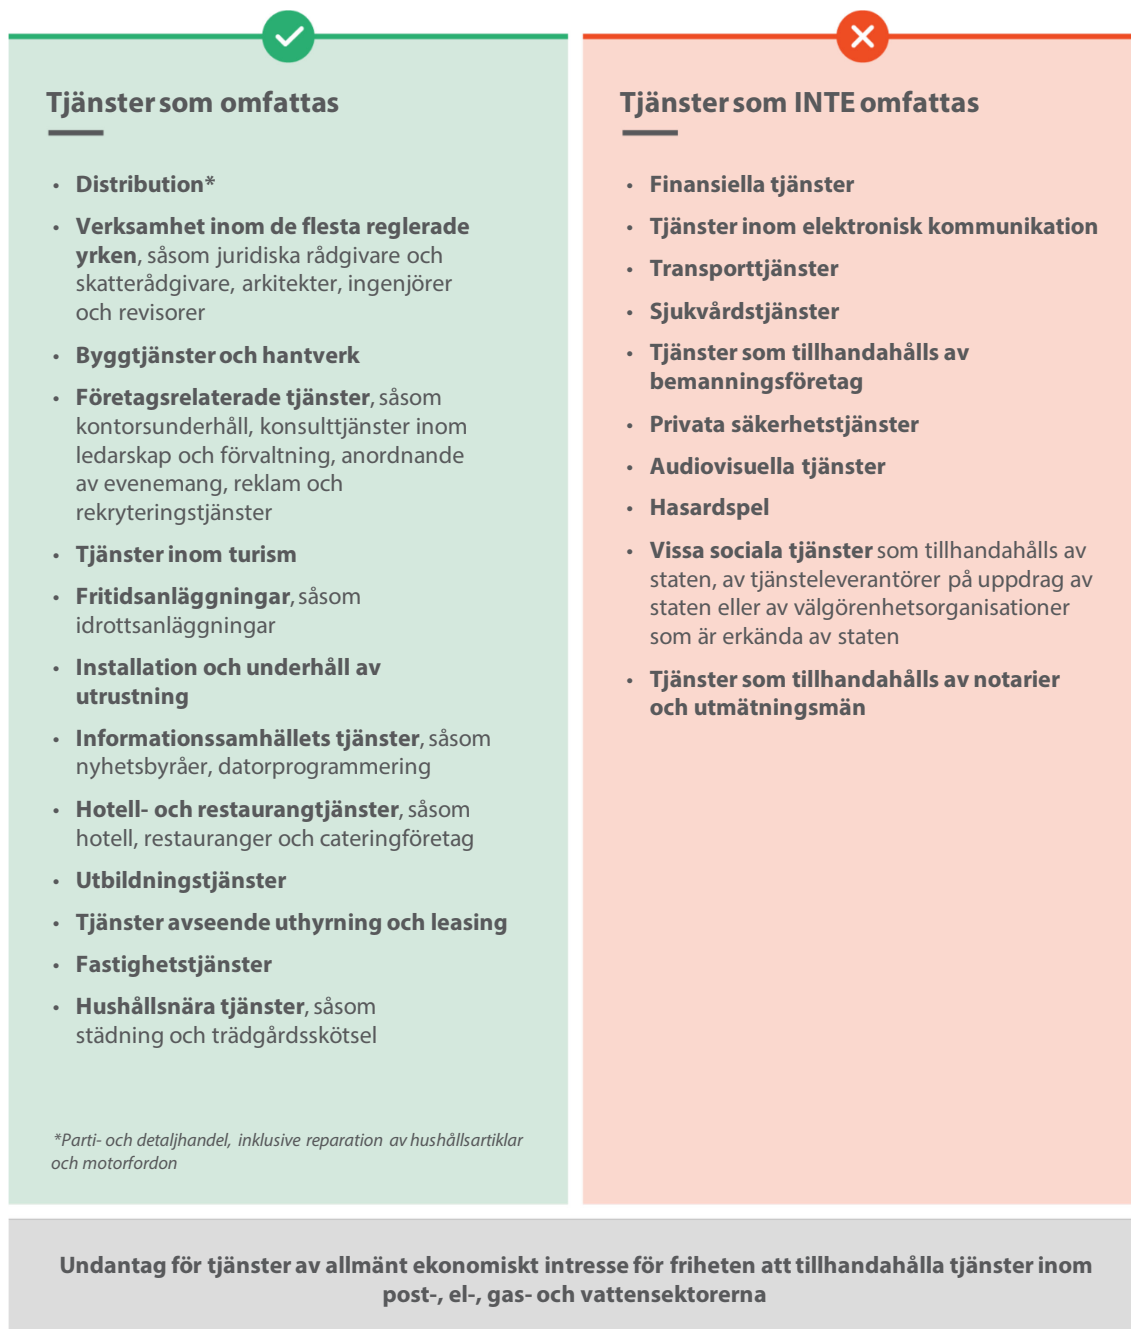 Tjänster som omfattas
• Distribution*
• Verksamhet inom de flesta reglerade
yrken, såsom juridiska rådgivare och
skatterådgivare, arkitekter, ingenjörer
och revisorer
• Byggtjänster och hantverk
• Företagsrelaterade tjänster, såsom
kontorsunderhåll, konsulttjänster inom
ledarskap och förvaltning, anordnande
av evenemang, reklam och
rekryteringstjänster
• Tjänster inom turism
• Fritidsanläggningar, såsom
idrottsanläggningar
• Installation och underhåll av
utrustning
• Informationssamhällets tjänster, såsom
nyhetsbyråer, datorprogrammering
• Hotell- och restaurangtjänster, såsom
hotell, restauranger och cateringföretag
• Utbildningstjänster
• Tjänster avseende uthyrning och leasing
• Fastighetstjänster
• Hushållsnära tjänster, såsom
städning och trädgårdsskötsel
*Parti- och detaljhandel, inklusive reparation av hushållsartiklar
och motorfordon
Tjänster som INTE omfattas
• Finansiella tjänster
• Tjänster inom elektronisk kommunikation
• Transporttjänster
• Sjukvårdstjänster
• Tjänster som tillhandahålls av
bemanningsföretag
• Privata säkerhetstjänster
• Audiovisuella tjänster
• Hasardspel
• Vissa sociala tjänster som tillhandahålls av
staten, av tjänsteleverantörer på uppdrag av
staten eller av välgörenhetsorganisationer
som är erkända av staten
• Tjänster som tillhandahålls av notarier
och utmätningsmän
Undantag för tjänster av allmänt ekonomiskt intresse för friheten att tillhandahålla tjänster inom
post-, el-, gas- och vattensektorerna